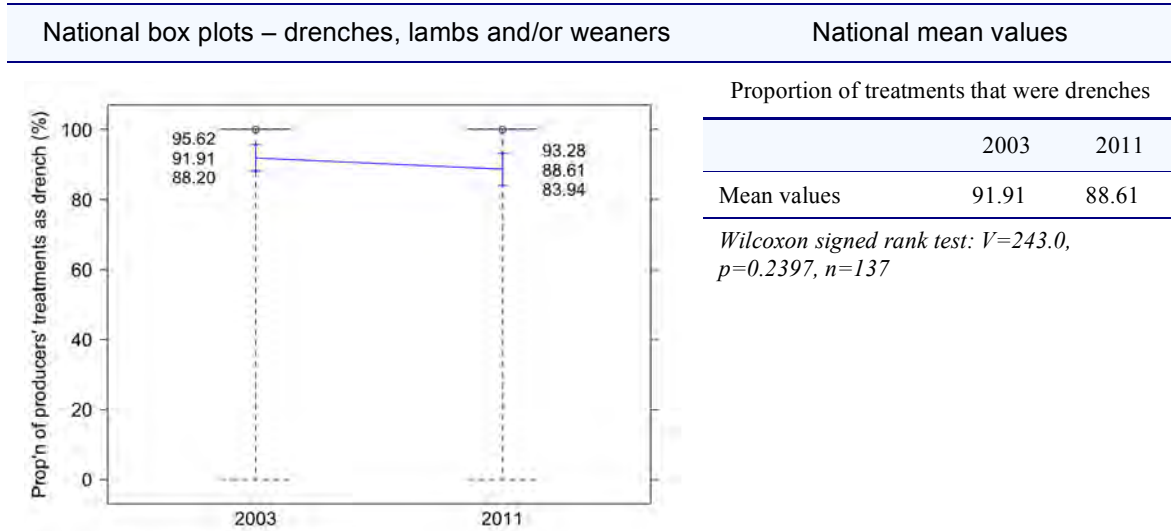 National box plots – drenches, lambs and/or weaners
National mean values
Prop'n of producers' treatments as drench (%)
100
80
60
40
20
0
95.62
91.91
88.20
93.28
88.61
83.94
2003
2011
Proportion of treatments that were drenches
2003 2011
Mean values 91.91 88.61
Wilcoxon signed rank test: V=243.0,
p=0.2397, n=137